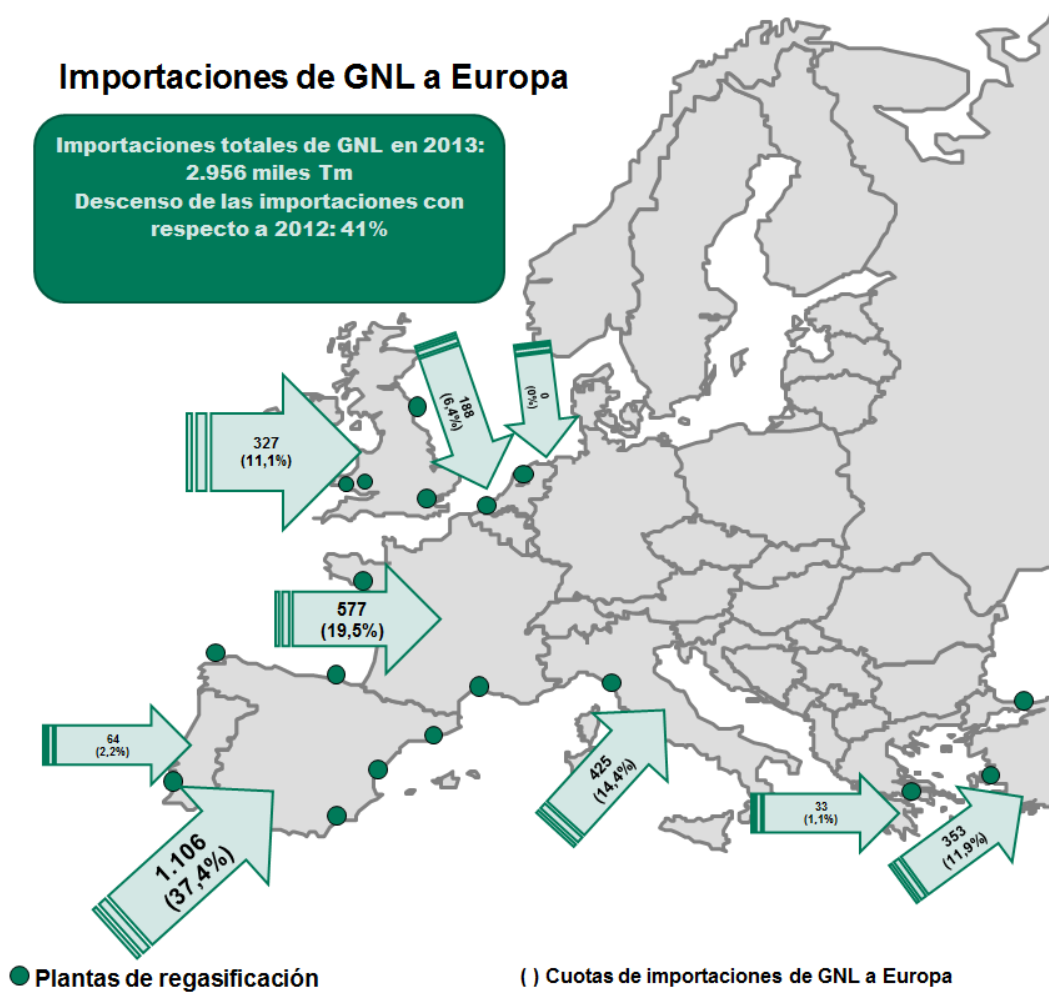 Importaciones de GNL a Europa
Importaciones totales de GNL en 2013:
2.956 miles Tm
Descenso de las importaciones con
respecto a 2012: 41%
188
(6,4%)
0
(0%)
327
(11,1%)
577
(19,5%)
64
(2,2%)
425
(14,4%)
33
(1,1%)
353
(11,9%)
1.106
(37,4%)
Plantas de regasificación
( ) Cuotas de importaciones de GNL a Europa